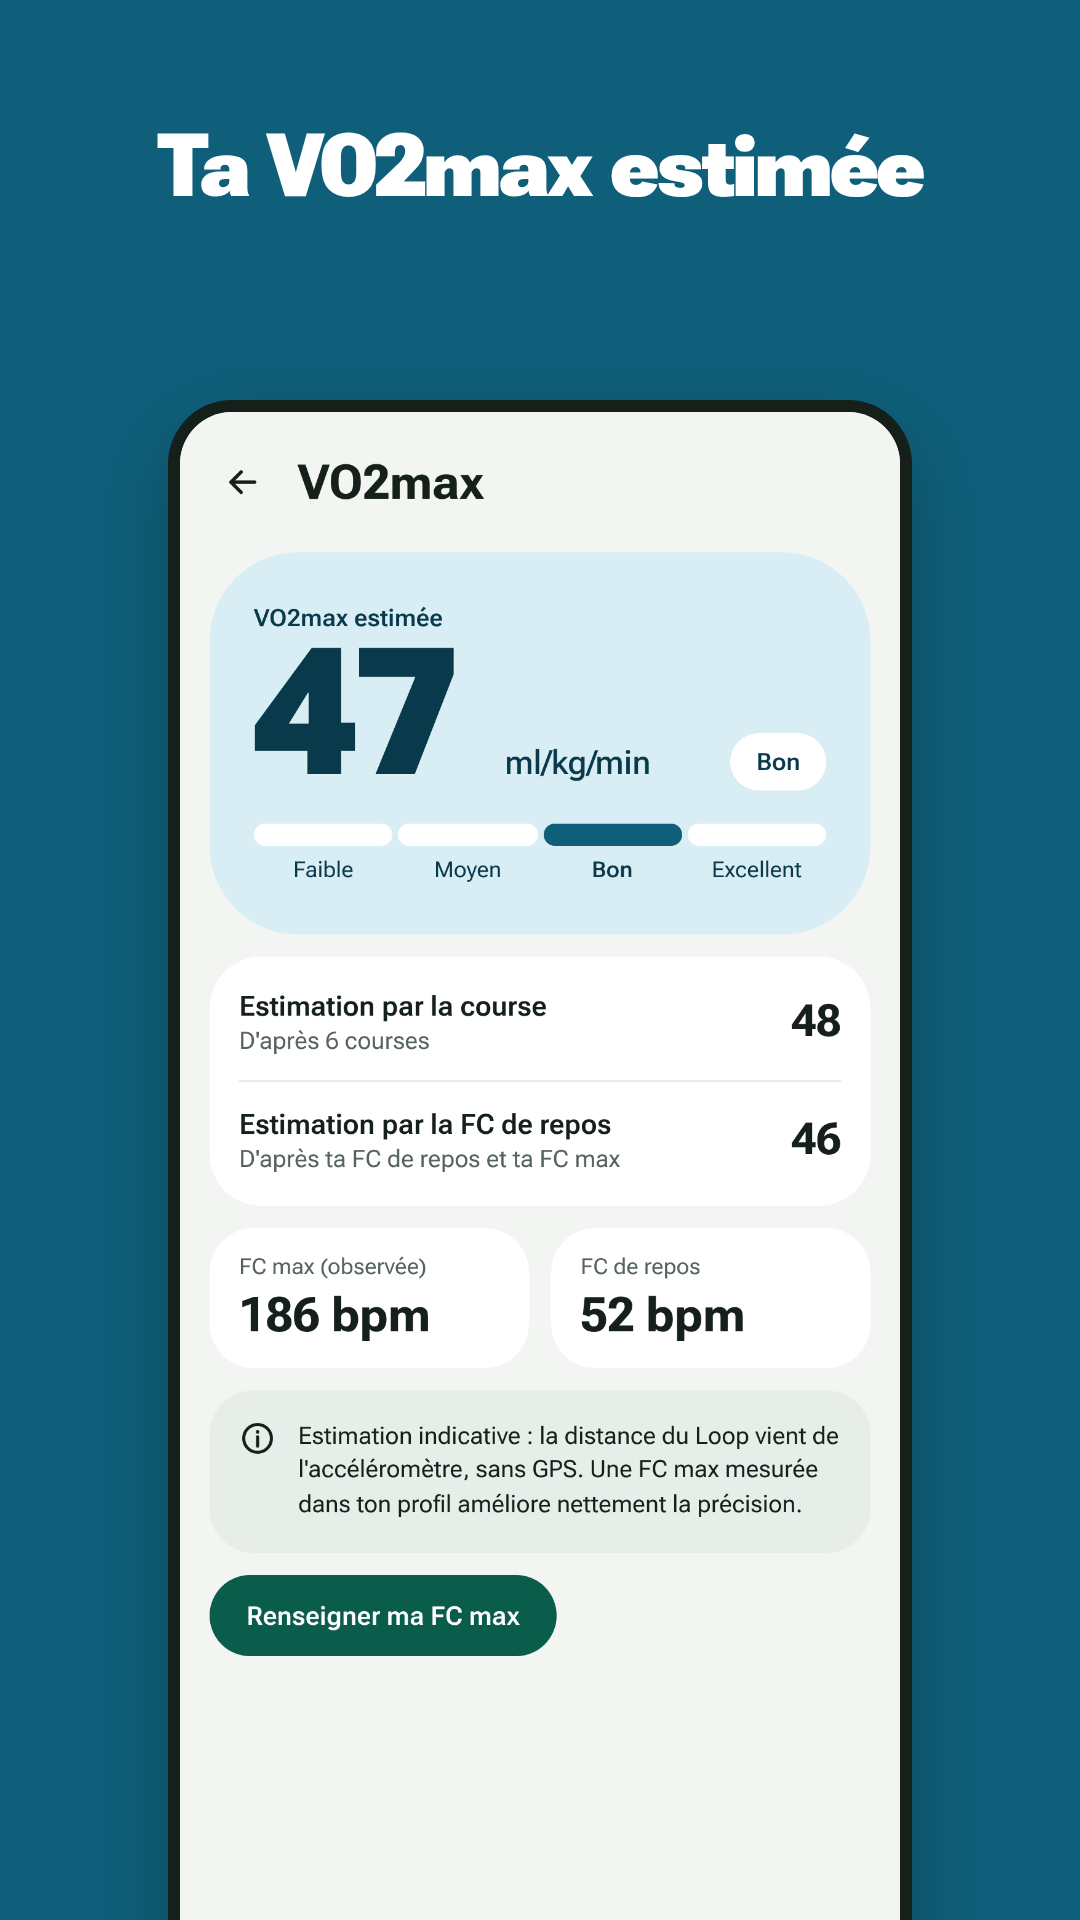 Ta VO2max estimée
VO2max
VO2max estimée
47
ml/kg/min
Bon
Faible
Moyen
Bon
Excellent
Estimation par la course
D'après 6 courses
48
Estimation par la FC de repos
D'après ta FC de repos et ta FC max
46
FC max (observée)
186 bpm
FC de repos
52 bpm
Estimation indicative : la distance du Loop vient de
l'accéléromètre, sans GPS. Une FC max mesurée
dans ton profil améliore nettement la précision.
Renseigner ma FC max